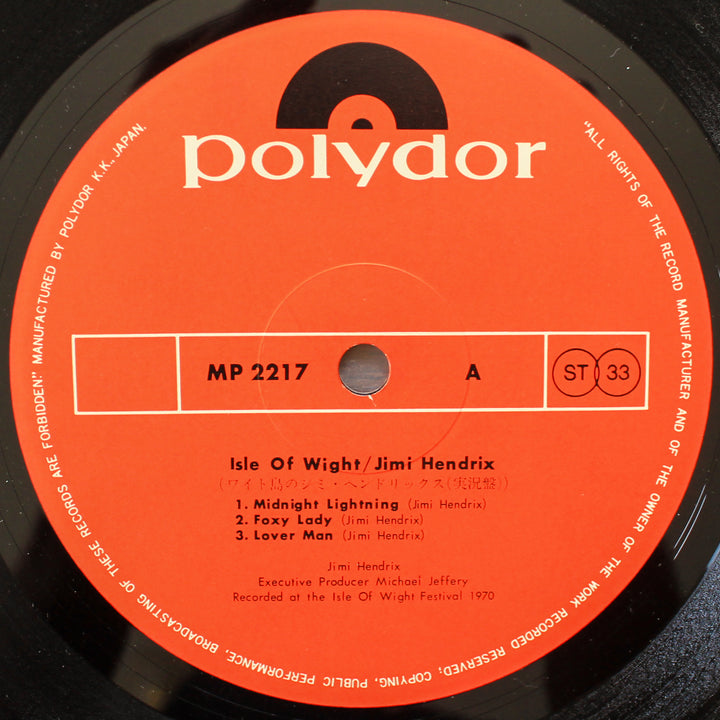 polydor
MP 2217 A ST 33
Isle Of Wight/Jimi Hendrix
(ワイト島のジミ・ヘンドリックス(実況盤))
1. Midnight Lightning (Jimi Hendrix)
2. Foxy Lady (Jimi Hendrix)
3. Lover Man (Jimi Hendrix)
Jimi Hendrix
Executive Producer Michael Jeffery
Recorded at the Isle Of Wight Festival 1970
"ALL RIGHTS OF THE RECORD MANUFACTURER AND OF THE OWNER OF THE WORK RECORDED RESERVED, COPYING, PUBLIC PERFORMANCE, BROADCASTING OF THESE RECORDS ARE FORBIDDEN." MANUFACTURED BY POLYDOR K.K., JAPAN.